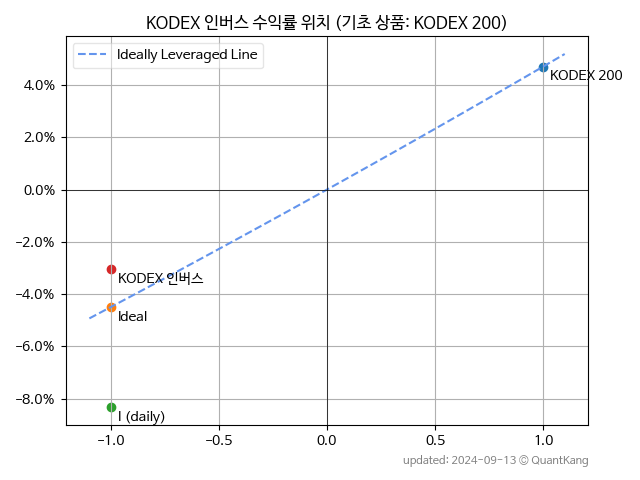 KODEX 인버스 수익률 위치 (기초 상품: KODEX 200)
Ideally Leveraged Line
4.0%
2.0%
0.0%
−2.0%
−4.0%
−6.0%
−8.0%
KODEX 200
KODEX 인버스
Ideal
I (daily)
−1.0
−0.5
0.0
0.5
1.0
updated: 2024-09-13 ⓒ QuantKang